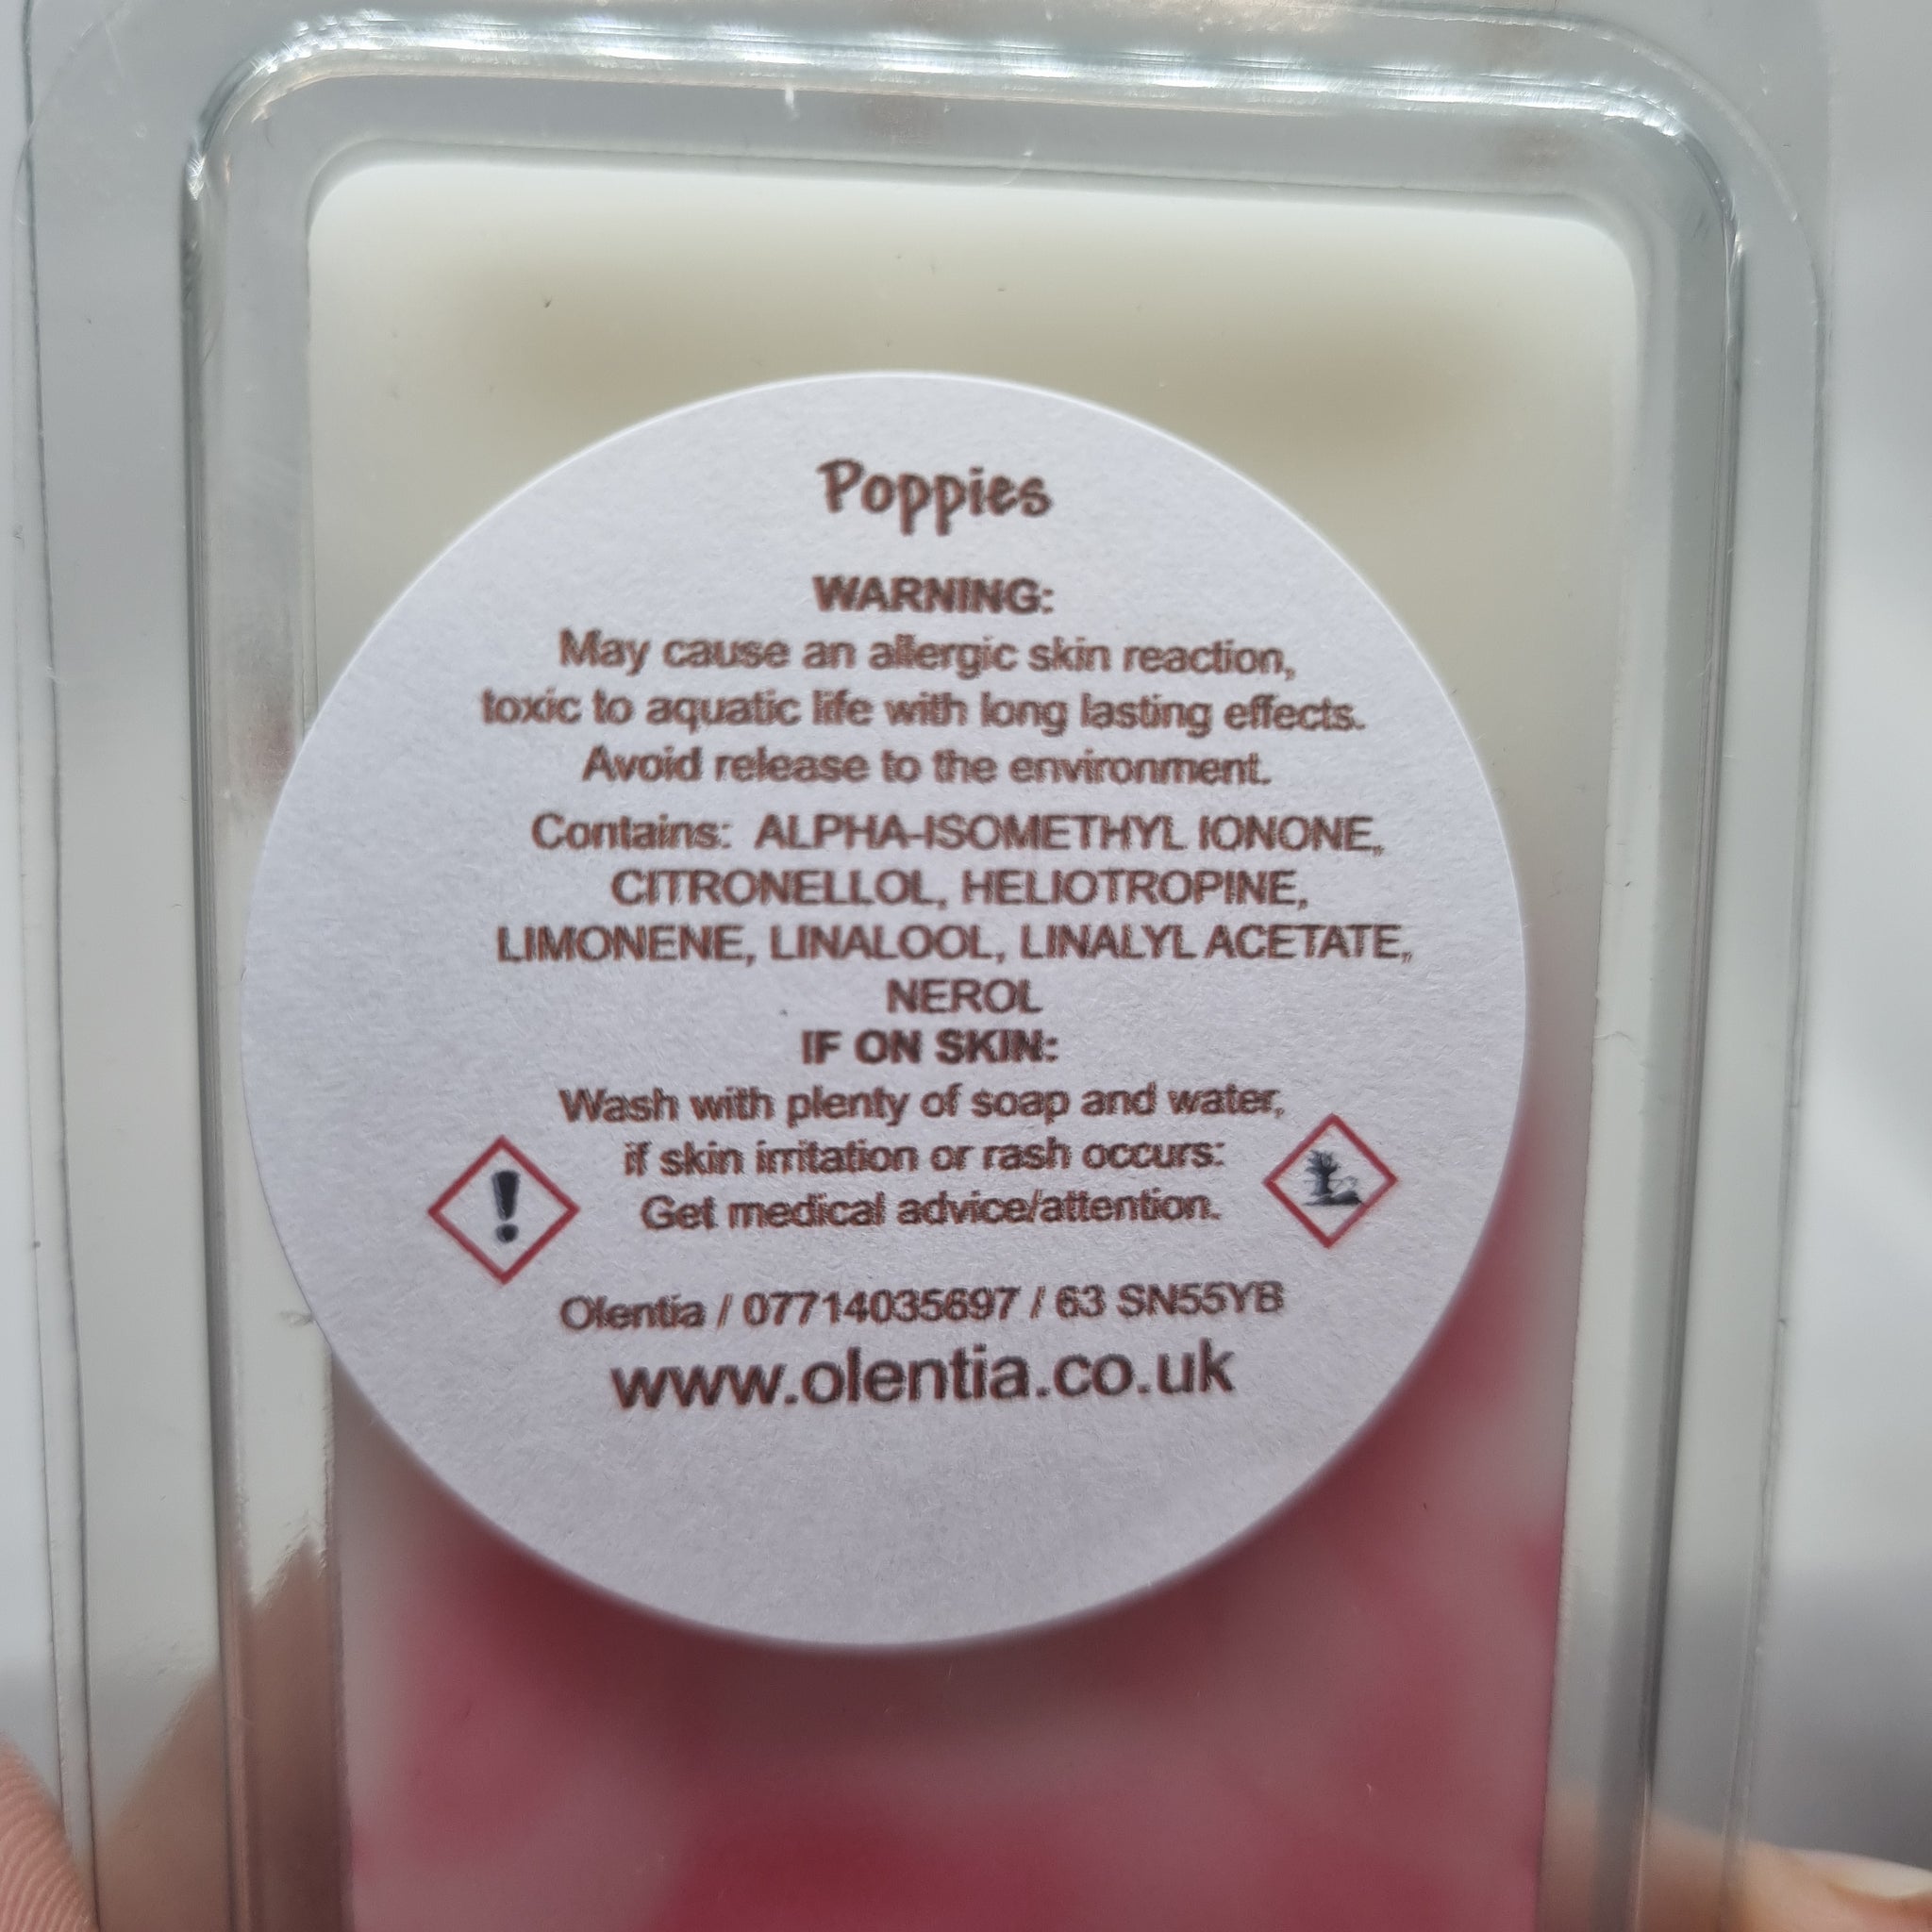 Poppies
WARNING:
May cause an allergic skin reaction,
toxic to aquatic life with long lasting effects.
Avoid release to the environment.
Contains: ALPHA-ISOMETHYL IONONE,
CITRONELLOL, HELIOTROPINE,
LIMONENE, LINALOOL, LINALYL ACETATE,
NEROL
IF ON SKIN:
Wash with plenty of soap and water,
if skin irritation or rash occurs:
Get medical advice/attention.
Olentia / 07714035697 / 63 SN55YB
www.olentia.co.uk